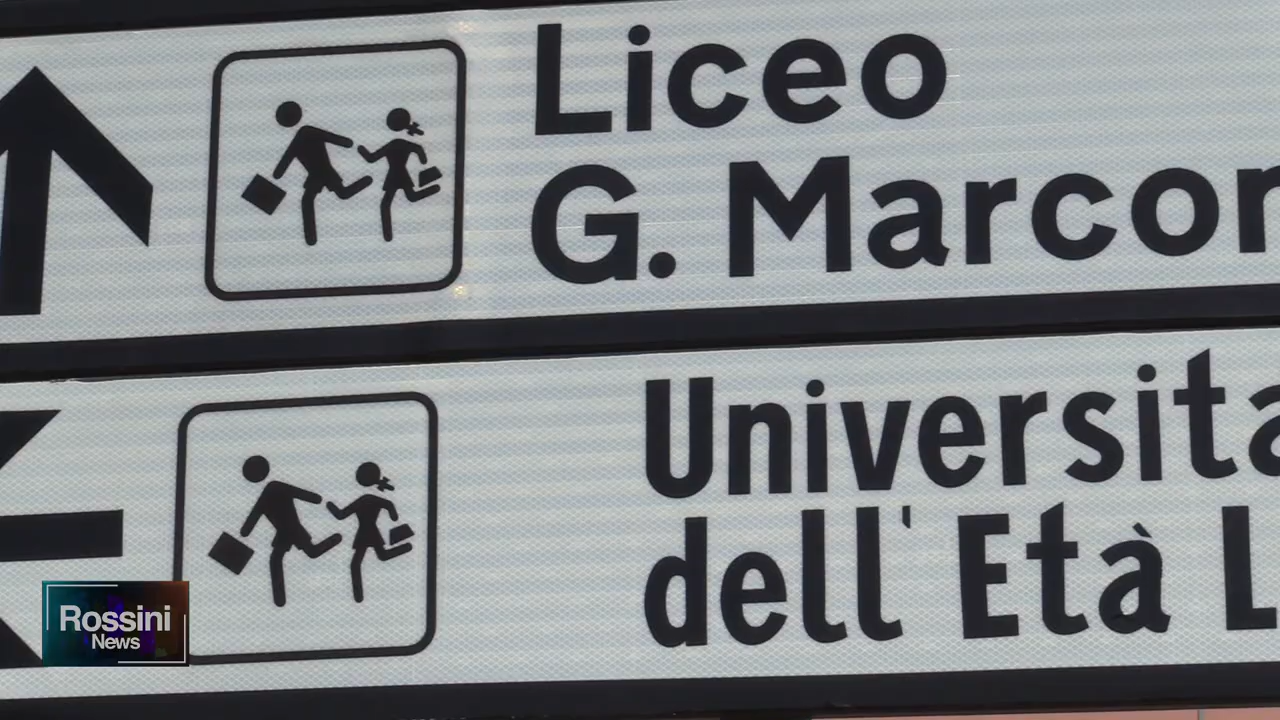 Liceo
G. Marcon
Universita
dell' Età L
Rossini
News